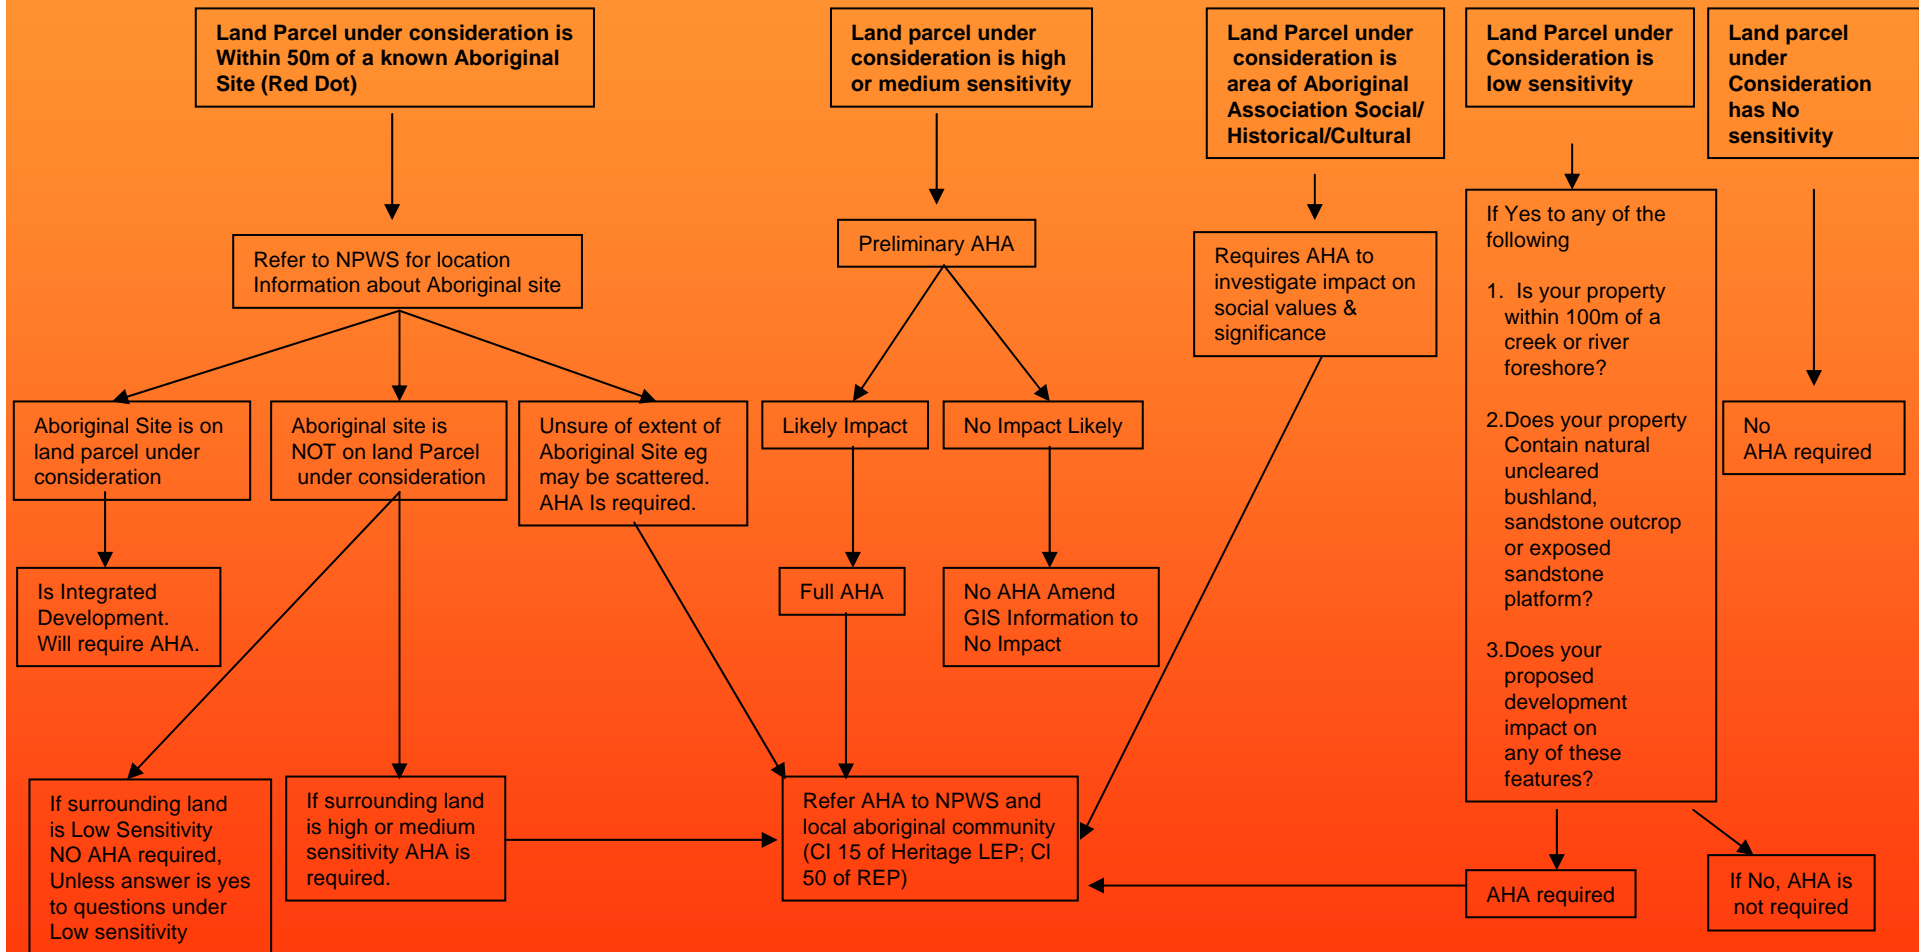 Land Parcel under consideration is
Within 50m of a known Aboriginal
Site (Red Dot)
Land parcel under
consideration is high
or medium sensitivity
Land Parcel under
consideration is
area of Aboriginal
Association Social/
Historical/Cultural
Land Parcel under
Consideration is
low sensitivity
Land parcel
under
Consideration
has No
sensitivity
Refer to NPWS for location
Information about Aboriginal site
Preliminary AHA
Requires AHA to
investigate impact on
social values &
significance
If Yes to any of the
following
1. Is your property
within 100m of a
creek or river
foreshore?
2.Does your property
Contain natural
uncleared
bushland,
sandstone outcrop
or exposed
sandstone
platform?
3.Does your
proposed
development
impact on
any of these
features?
Aboriginal Site is on
land parcel under
consideration
Aboriginal site is
NOT on land Parcel
under consideration
Unsure of extent of
Aboriginal Site eg
may be scattered.
AHA Is required.
Likely Impact
No Impact Likely
No
AHA required
Is Integrated
Development.
Will require AHA.
Full AHA
No AHA Amend
GIS Information to
No Impact
If surrounding land
is Low Sensitivity
NO AHA required,
Unless answer is yes
to questions under
Low sensitivity
If surrounding land
is high or medium
sensitivity AHA is
required.
Refer AHA to NPWS and
local aboriginal community
(Cl 15 of Heritage LEP; Cl
50 of REP)
AHA required
If No, AHA is
not required